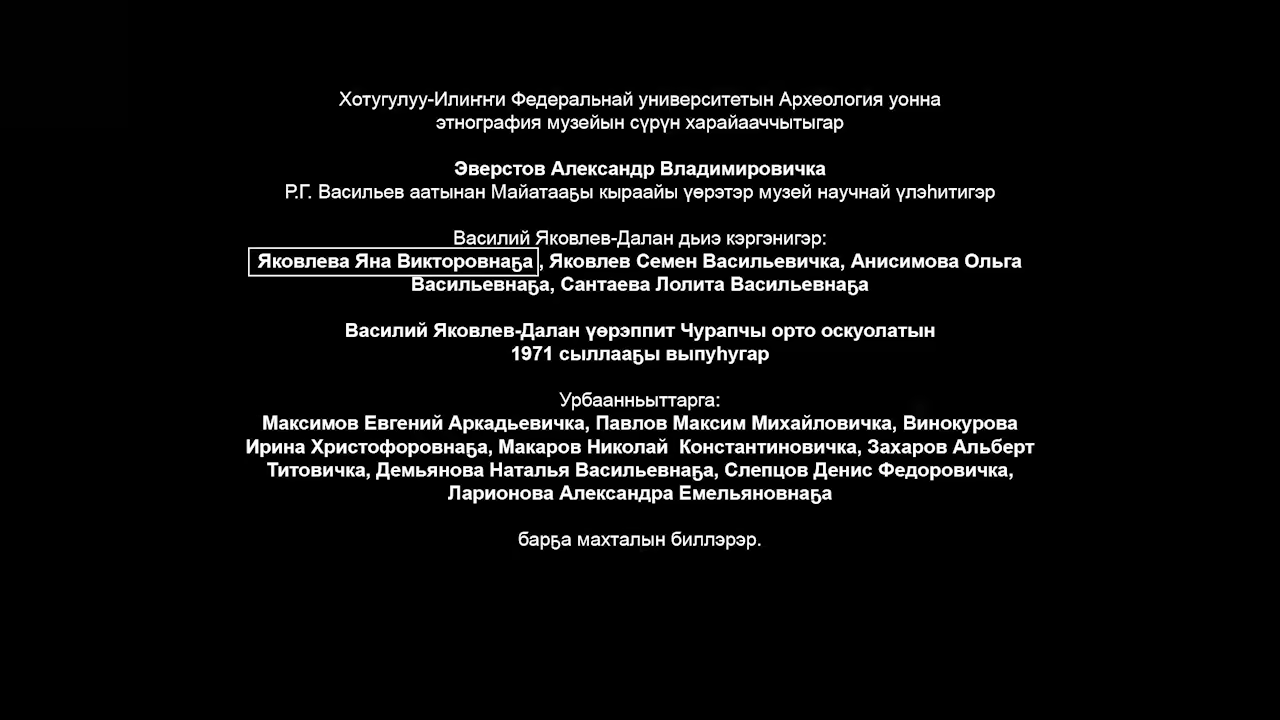 Хотугулуу-Илиҥҥи Федеральнай университетын Археология уонна
этнография музейын сүрүн харайааччытыгар
Эверстов Александр Владимировичка
Р.Г. Васильев аатынан Майатааҕы кыраайы үөрэтэр музей научнай үлэһитигэр
Василий Яковлев-Далан дьиэ кэргэнигэр:
Яковлева Яна Викторовнаҕа, Яковлев Семен Васильевичка, Анисимова Ольга
Васильевнаҕа, Сантаева Лолита Васильевнаҕа
Василий Яковлев-Далан үөрэппит Чурапчы орто оскуолатын
1971 сыллааҕы выпуһугар
Урбаанньыттарга:
Максимов Евгений Аркадьевичка, Павлов Максим Михайловичка, Винокурова
Ирина Христофоровнаҕа, Макаров Николай  Константиновичка, Захаров Альберт
Титовичка, Демьянова Наталья Васильевнаҕа, Слепцов Денис Федоровичка,
Ларионова Александра Емельяновнаҕа
барҕа махталын биллэрэр.